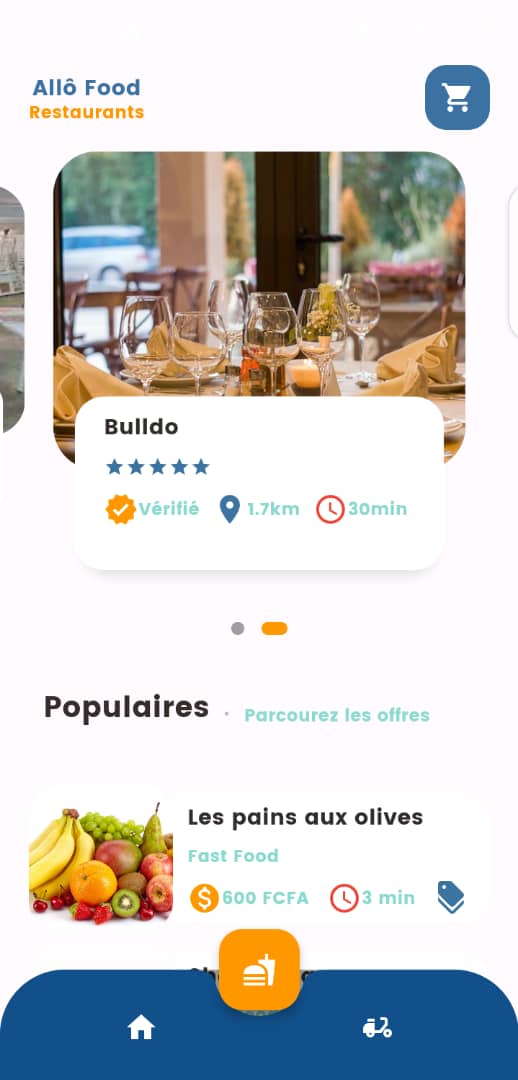 Allô Food
Restaurants
Bulldo
Vérifié 1.7km 30min
Populaires · Parcourez les offres
Les pains aux olives
Fast Food
600 FCFA 3 min